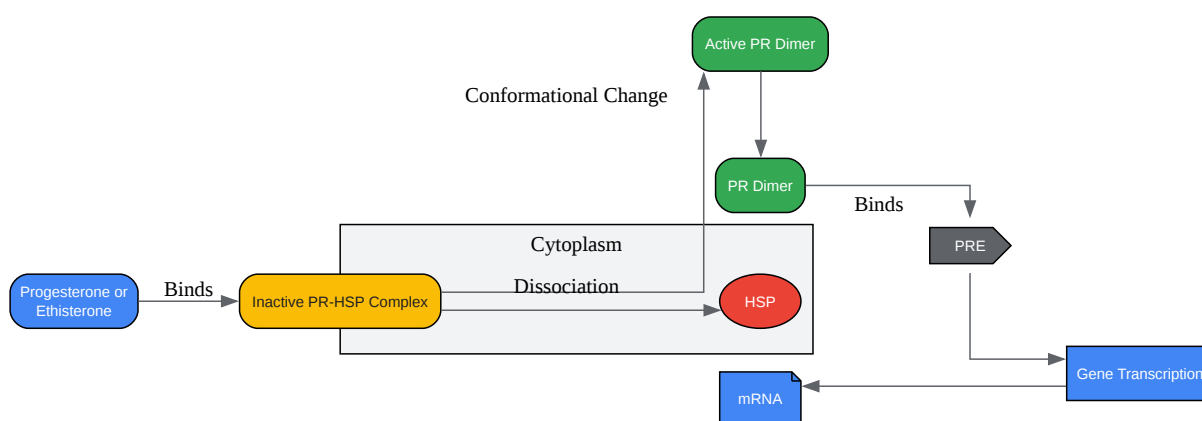 Active PR Dimer
Conformational Change
PR Dimer
Binds
Cytoplasm
PRE
Progesterone or
Ethisterone
Binds
Inactive PR-HSP Complex
Dissociation
HSP
Gene Transcription
mRNA